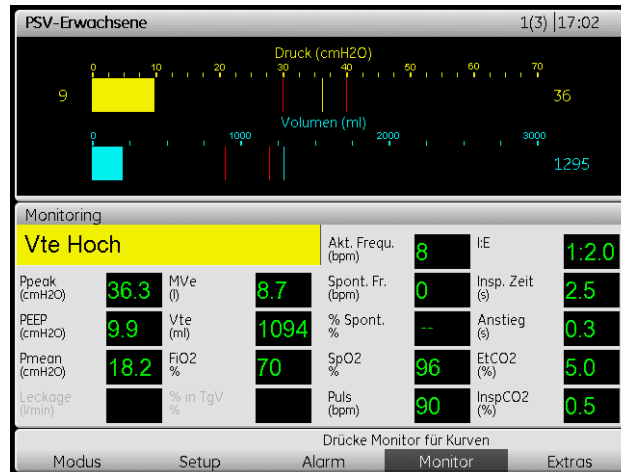 PSV-Erwachsene 1(3) 17:02
Druck (cmH2O)
0 10 20 30 40 50 60 70
9 36
Volumen (ml)
0 1000 2000 3000
1295
Monitoring
Vte Hoch
Akt. Frequ. (bpm) 8 I:E 1:2.0
Ppeak (cmH2O) 36.3 MVe (l) 8.7 Spont. Fr. (bpm) 0 Insp. Zeit (s) 2.5
PEEP (cmH2O) 9.9 Vte (ml) 1094 % Spont. % -- Anstieg (s) 0.3
Pmean (cmH2O) 18.2 FiO2 % 70 SpO2 % 96 EtCO2 (%) 5.0
Leckage (l/min) % in TgV % Puls (bpm) 90 InspCO2 (%) 0.5
Drücke Monitor für Kurven
Modus Setup Alarm Monitor Extras